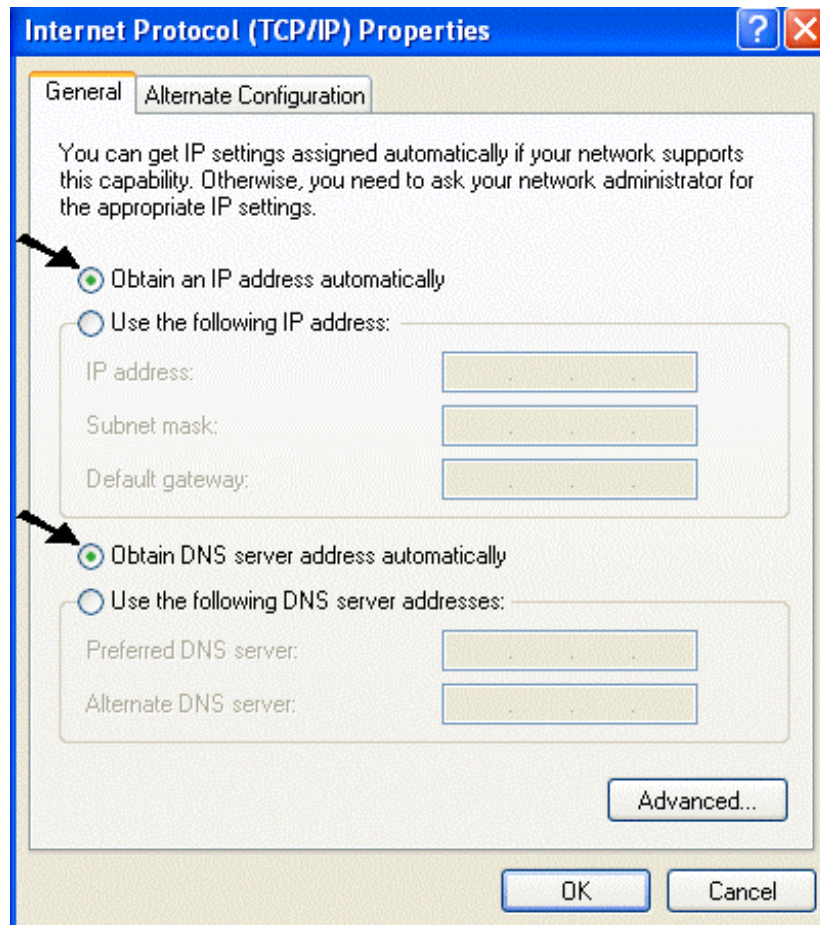 Internet Protocol (TCP/IP) Properties
?
General
Alternate Configuration
You can get IP settings assigned automatically if your network supports
this capability. Otherwise, you need to ask your network administrator for
the appropriate IP settings.
Obtain an IP address automatically
Use the following IP address:
IP address:
Subnet mask:
Default gateway:
Obtain DNS server address automatically
Use the following DNS server addresses:
Preferred DNS server:
Alternate DNS server:
Advanced...
OK
Cancel